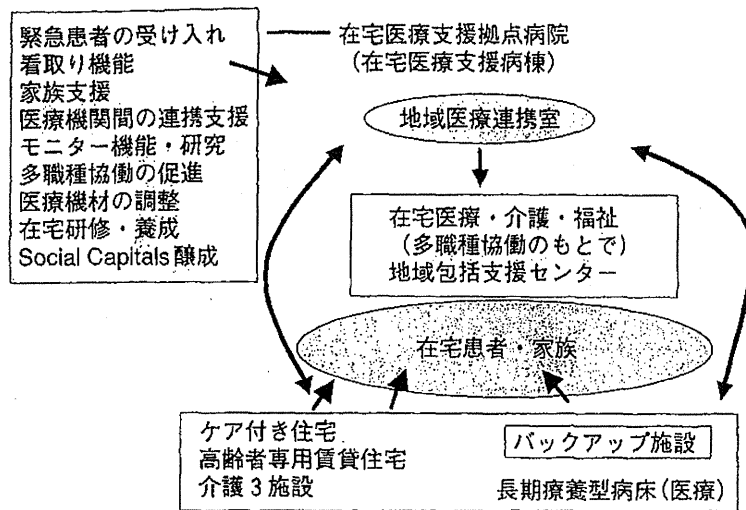 緊急患者の受け入れ
看取り機能
家族支援
医療機関間の連携支援
モニター機能・研究
多職種協働の促進
医療機材の調整
在宅研修・養成
Social Capitals 醸成
在宅医療支援拠点病院
(在宅医療支援病棟)
地域医療連携室
在宅医療・介護・福祉
(多職種協働のもとで)
地域包括支援センター
在宅患者・家族
ケア付き住宅
高齢者専用賃貸住宅
介護3施設
バックアップ施設
長期療養型病床(医療)